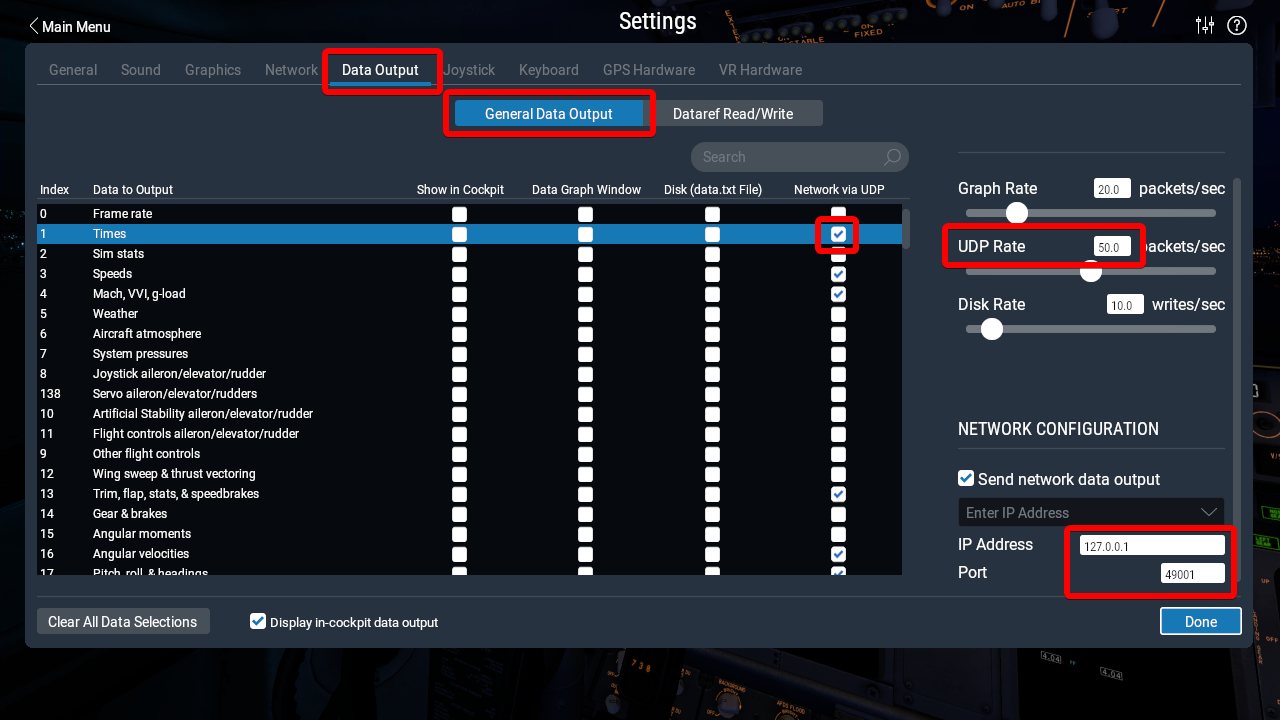 Main Menu
Settings
General Sound Graphics Network Data Output Joystick Keyboard GPS Hardware VR Hardware
General Data Output Dataref Read/Write
Search
Index Data to Output Show in Cockpit Data Graph Window Disk (data.txt File) Network via UDP
0 Frame rate
1 Times
2 Sim stats
3 Speeds
4 Mach, VVI, g-load
5 Weather
6 Aircraft atmosphere
7 System pressures
8 Joystick aileron/elevator/rudder
138 Servo aileron/elevator/rudders
10 Artificial Stability aileron/elevator/rudder
11 Flight controls aileron/elevator/rudder
9 Other flight controls
12 Wing sweep & thrust vectoring
13 Trim, flap, stats, & speedbrakes
14 Gear & brakes
15 Angular moments
16 Angular velocities
17 Pitch, roll, & headings
Graph Rate 20.0 packets/sec
UDP Rate 50.0 packets/sec
Disk Rate 10.0 writes/sec
NETWORK CONFIGURATION
Send network data output
Enter IP Address
IP Address 127.0.0.1
Port 49001
Clear All Data Selections
Display in-cockpit data output
Done